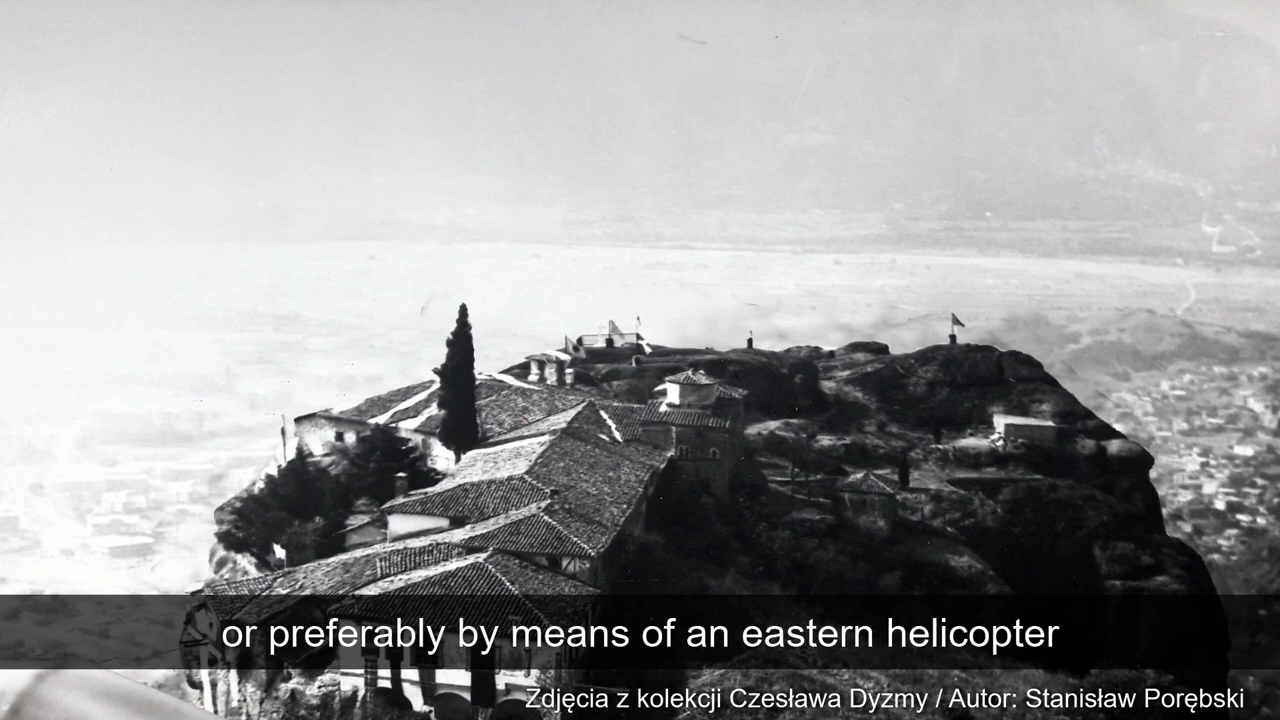 or preferably by means of an eastern helicopter
Zdjęcia z kolekcji Czesława Dyzmy / Autor: Stanisław Porębski